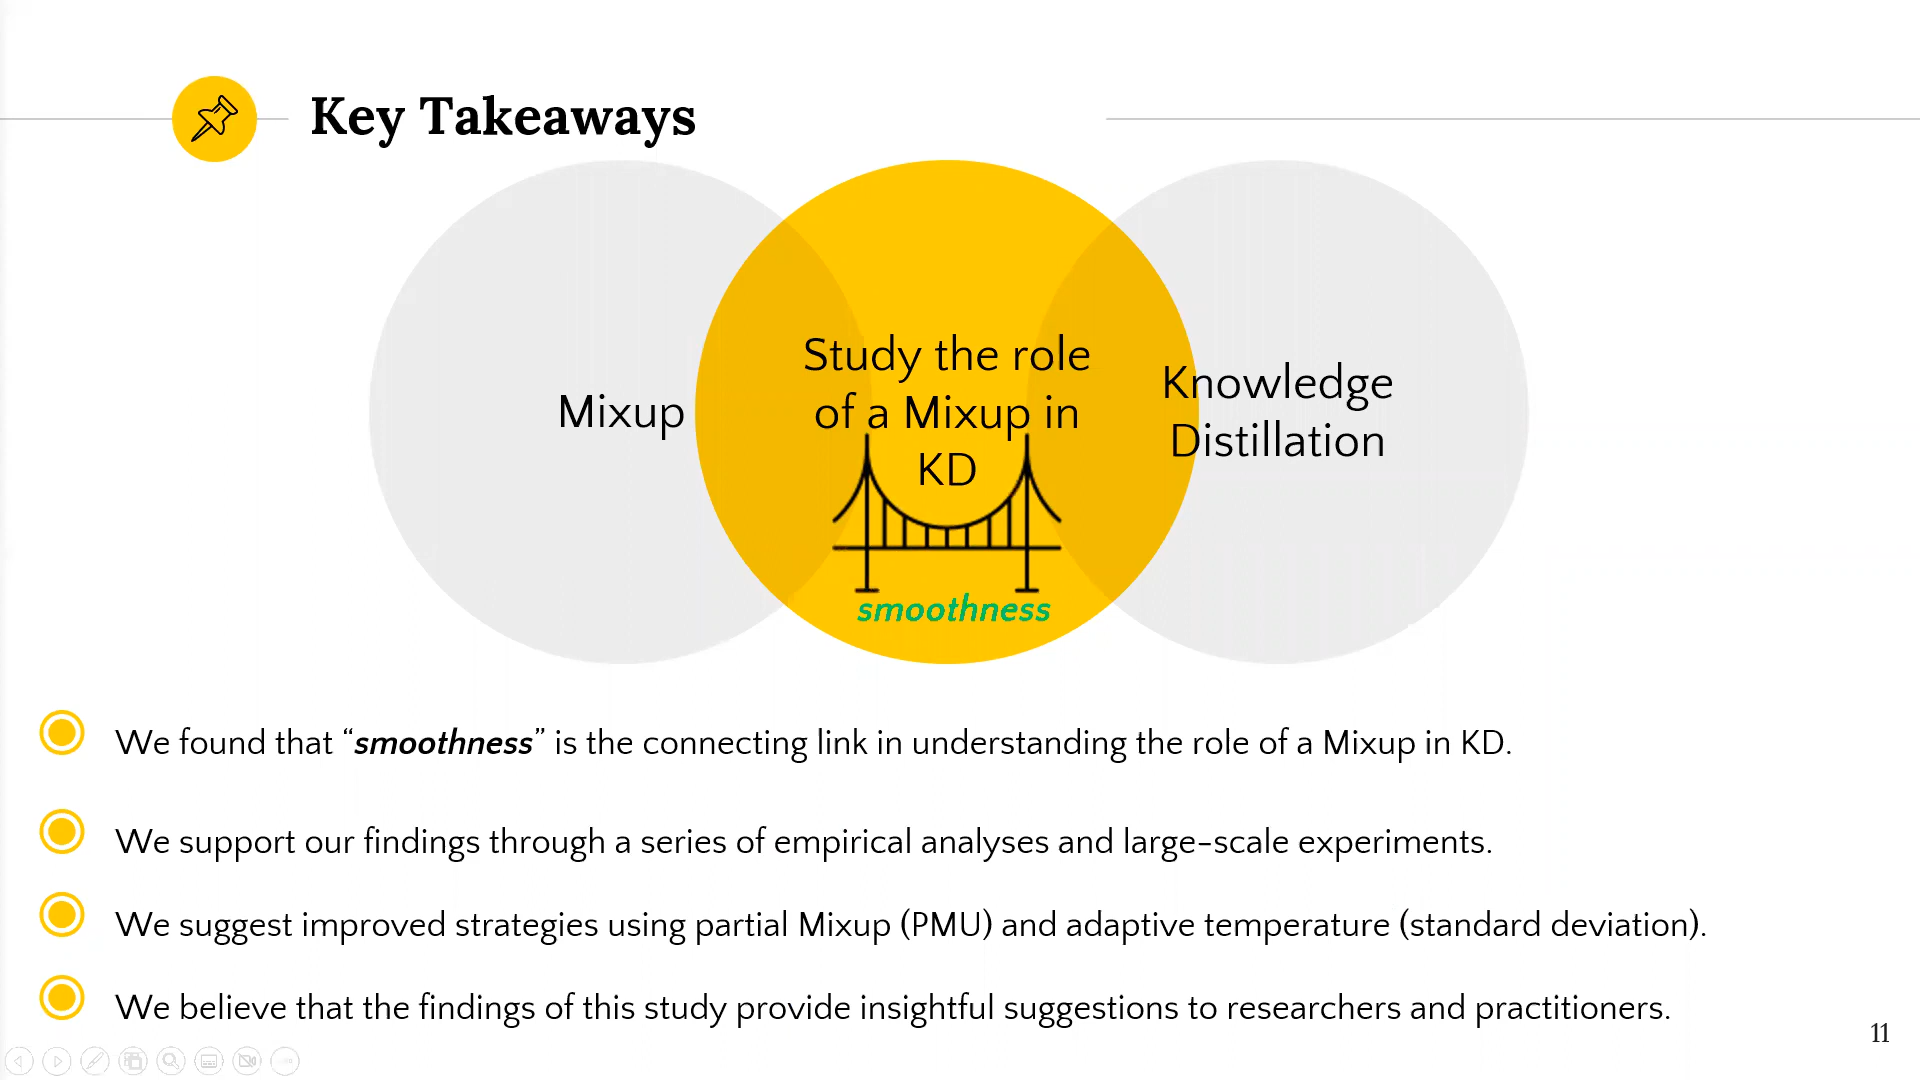 Key Takeaways
Mixup
Study the role
of a Mixup in
KD
smoothness
Knowledge
Distillation
We found that “smoothness” is the connecting link in understanding the role of a Mixup in KD.
We support our findings through a series of empirical analyses and large-scale experiments.
We suggest improved strategies using partial Mixup (PMU) and adaptive temperature (standard deviation).
We believe that the findings of this study provide insightful suggestions to researchers and practitioners.
11